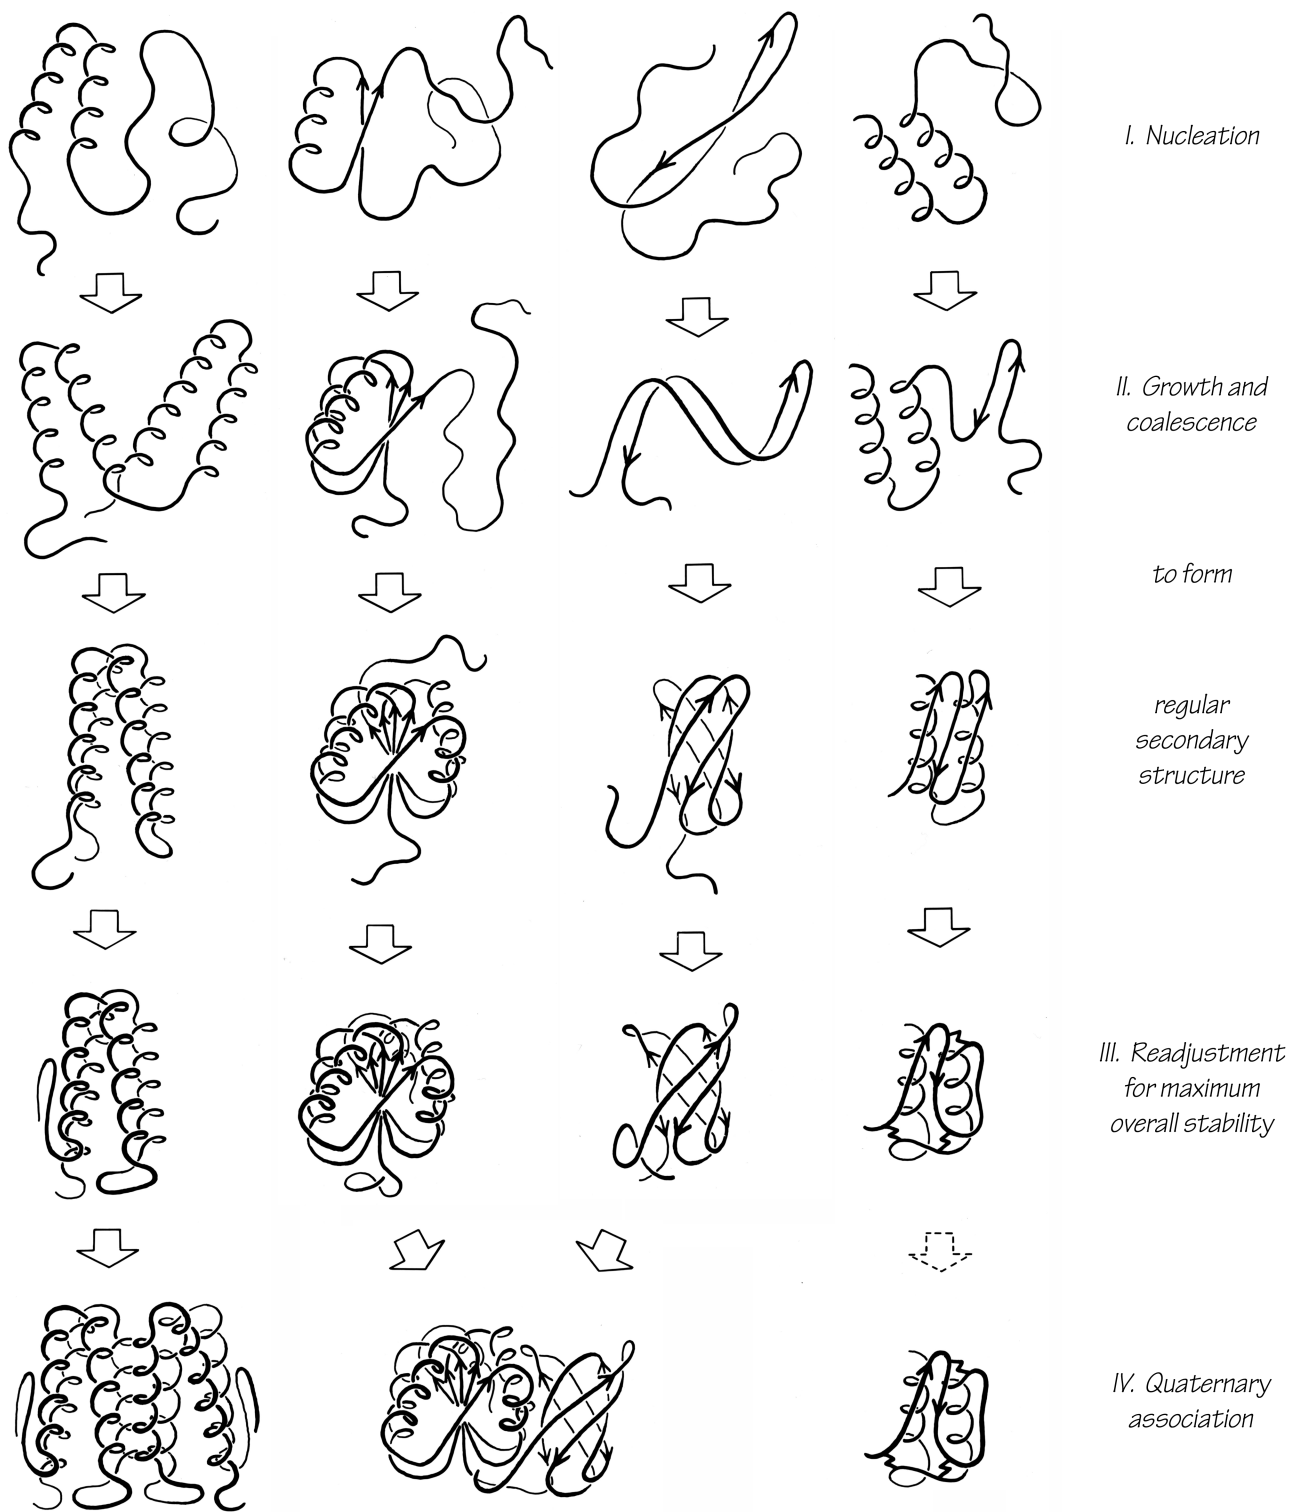 I. Nucleation
II. Growth and
coalescence
to form
regular
secondary
structure
III. Readjustment
for maximum
overall stability
IV. Quaternary
association